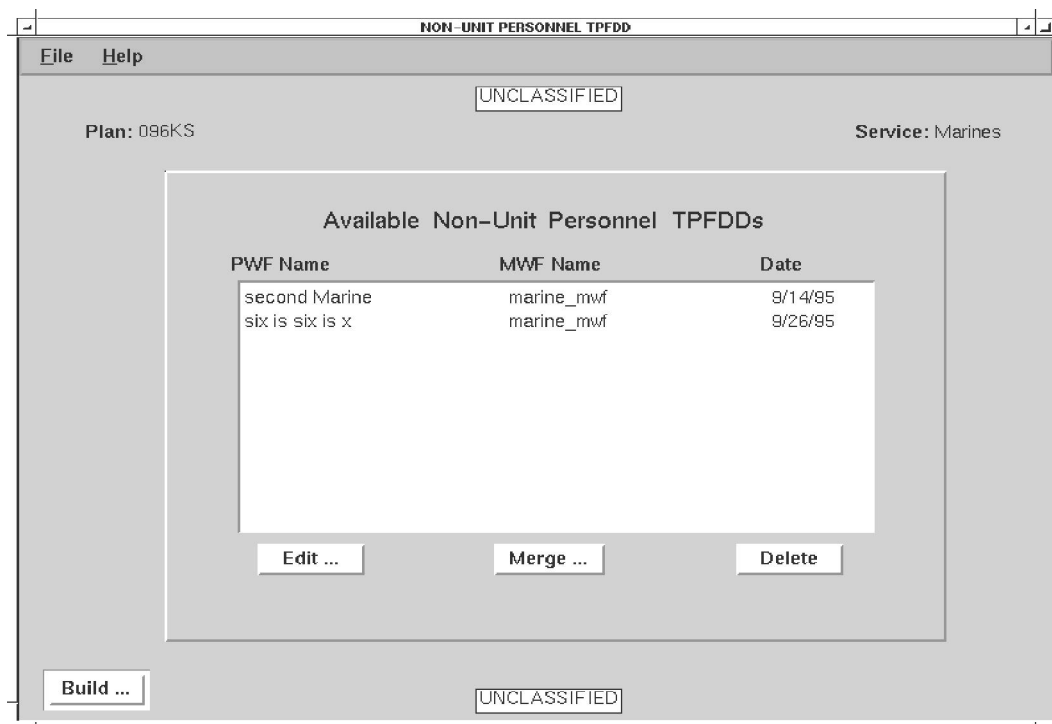 NON-UNIT PERSONNEL TPFDD
File Help
UNCLASSIFIED
Plan: 096KS Service: Marines
Available Non-Unit Personnel TPFDDs
PWF Name MWF Name Date
second Marine marine_mwf 9/14/95
six is six is x marine_mwf 9/26/95
Edit ... Merge ... Delete
Build ...
UNCLASSIFIED